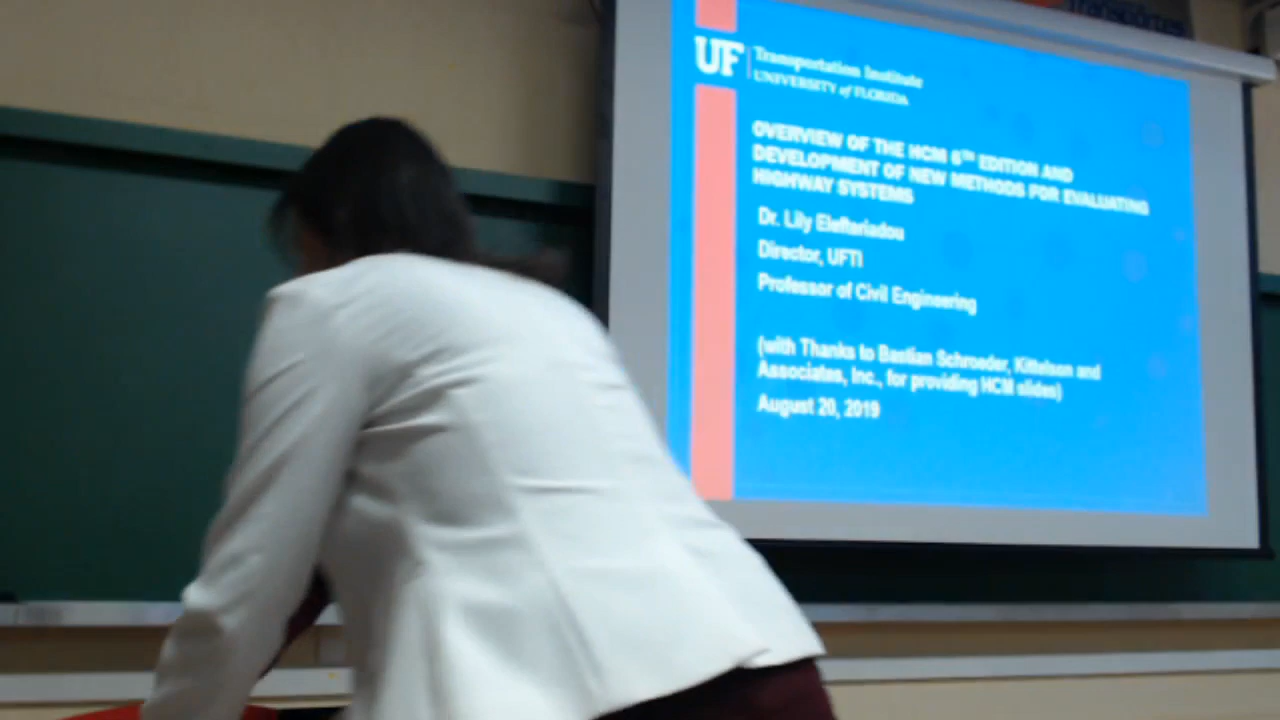 UF
Transportation Institute
UNIVERSITY of FLORIDA
OVERVIEW OF THE HCM 6TH EDITION AND
DEVELOPMENT OF NEW METHODS FOR EVALUATING
HIGHWAY SYSTEMS
Dr. Lily Elefteriadou
Director, UFTI
Professor of Civil Engineering
(with Thanks to Bastian Schroeder, Kittelson and
Associates, Inc., for providing HCM slides)
August 20, 2019